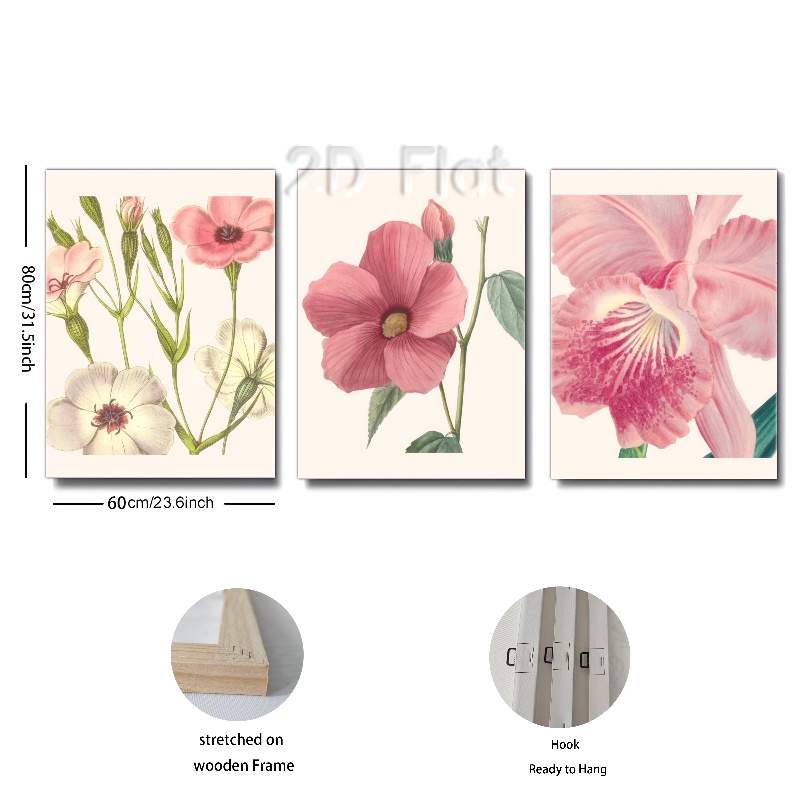 2D Flat
80cm/31.5inch
60cm/23.6inch
stretched on
wooden Frame
Hook
Ready to Hang